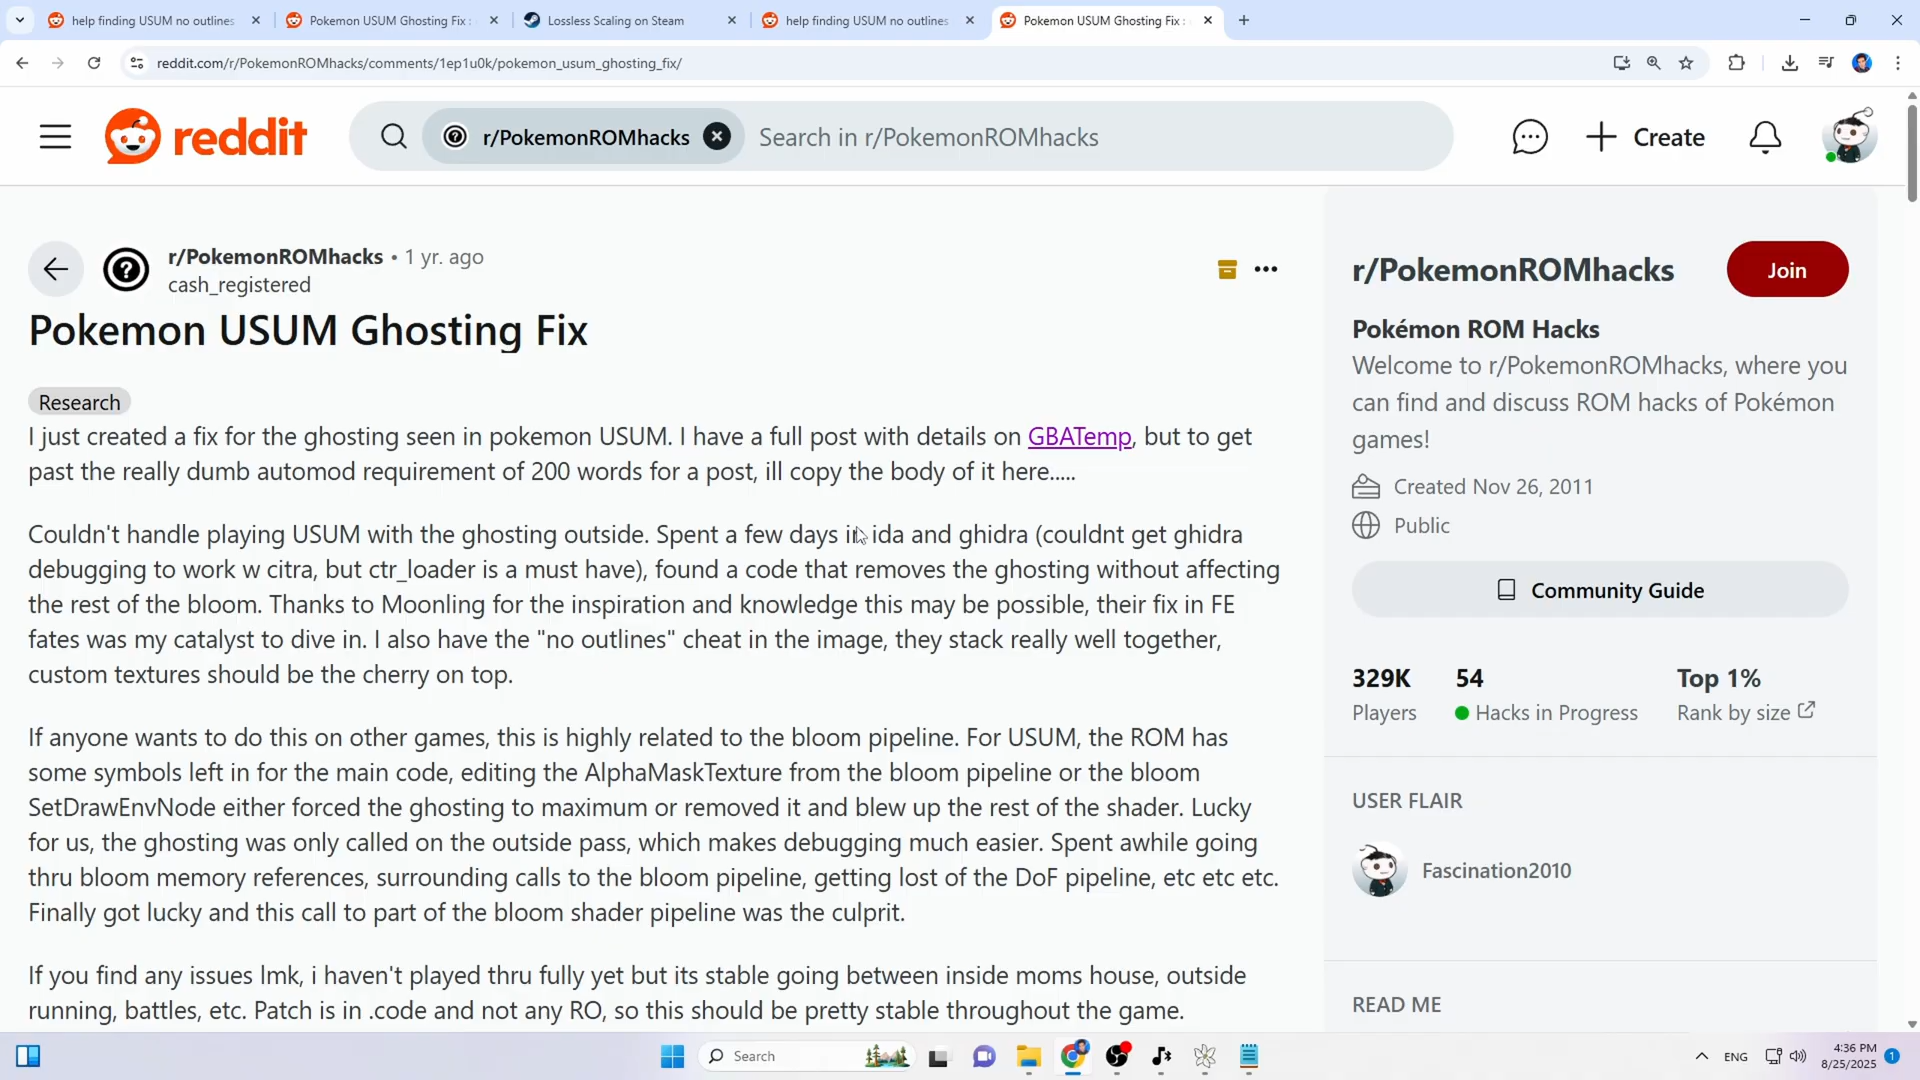 help finding USUM no outlines
Pokemon USUM Ghosting Fix :
Lossless Scaling on Steam
help finding USUM no outlines
Pokemon USUM Ghosting Fix :
reddit.com/r/PokemonROMhacks/comments/1ep1u0k/pokemon_usum_ghosting_fix/
reddit
r/PokemonROMhacks
Search in r/PokemonROMhacks
Create
r/PokemonROMhacks • 1 yr. ago
cash_registered
Pokemon USUM Ghosting Fix
Research
I just created a fix for the ghosting seen in pokemon USUM. I have a full post with details on GBATemp, but to get
past the really dumb automod requirement of 200 words for a post, ill copy the body of it here.....
Couldn't handle playing USUM with the ghosting outside. Spent a few days in ida and ghidra (couldnt get ghidra
debugging to work w citra, but ctr_loader is a must have), found a code that removes the ghosting without affecting
the rest of the bloom. Thanks to Moonling for the inspiration and knowledge this may be possible, their fix in FE
fates was my catalyst to dive in. I also have the "no outlines" cheat in the image, they stack really well together,
custom textures should be the cherry on top.
If anyone wants to do this on other games, this is highly related to the bloom pipeline. For USUM, the ROM has
some symbols left in for the main code, editing the AlphaMaskTexture from the bloom pipeline or the bloom
SetDrawEnvNode either forced the ghosting to maximum or removed it and blew up the rest of the shader. Lucky
for us, the ghosting was only called on the outside pass, which makes debugging much easier. Spent awhile going
thru bloom memory references, surrounding calls to the bloom pipeline, getting lost of the DoF pipeline, etc etc etc.
Finally got lucky and this call to part of the bloom shader pipeline was the culprit.
If you find any issues lmk, i haven't played thru fully yet but its stable going between inside moms house, outside
running, battles, etc. Patch is in .code and not any RO, so this should be pretty stable throughout the game.
r/PokemonROMhacks
Join
Pokémon ROM Hacks
Welcome to r/PokemonROMhacks, where you
can find and discuss ROM hacks of Pokémon
games!
Created Nov 26, 2011
Public
Community Guide
329K
54
Top 1%
Players
Hacks in Progress
Rank by size
USER FLAIR
Fascination2010
READ ME
Search
ENG
4:36 PM
8/25/2025
1